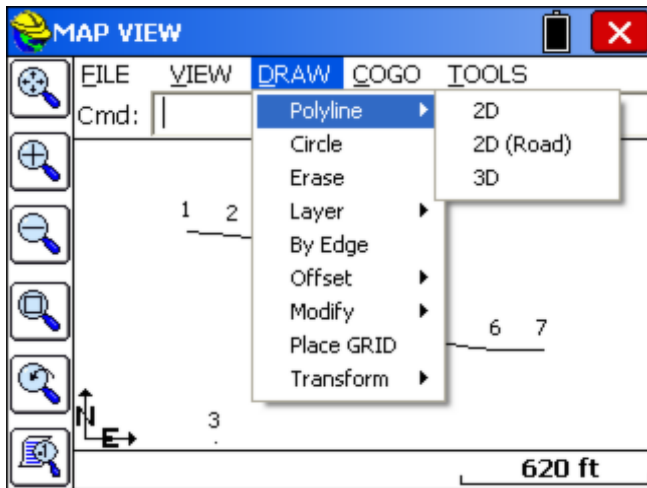 MAP VIEW
FILE VIEW DRAW COGO TOOLS
Cmd:
Polyline
2D
Circle
2D (Road)
Erase
3D
Layer
By Edge
Offset
Modify
Place GRID
Transform
1 2
6 7
3
N
E
620 ft